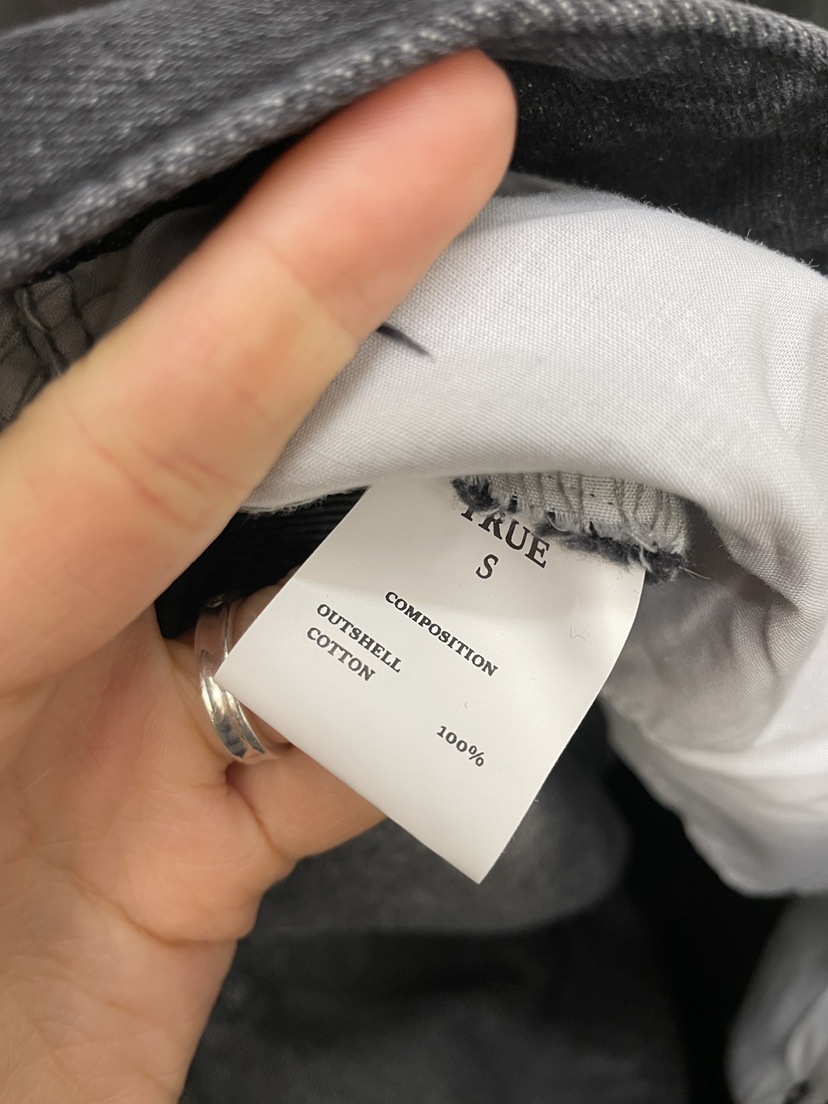 TRUE
S
COMPOSITION
OUTSHELL
COTTON
100%